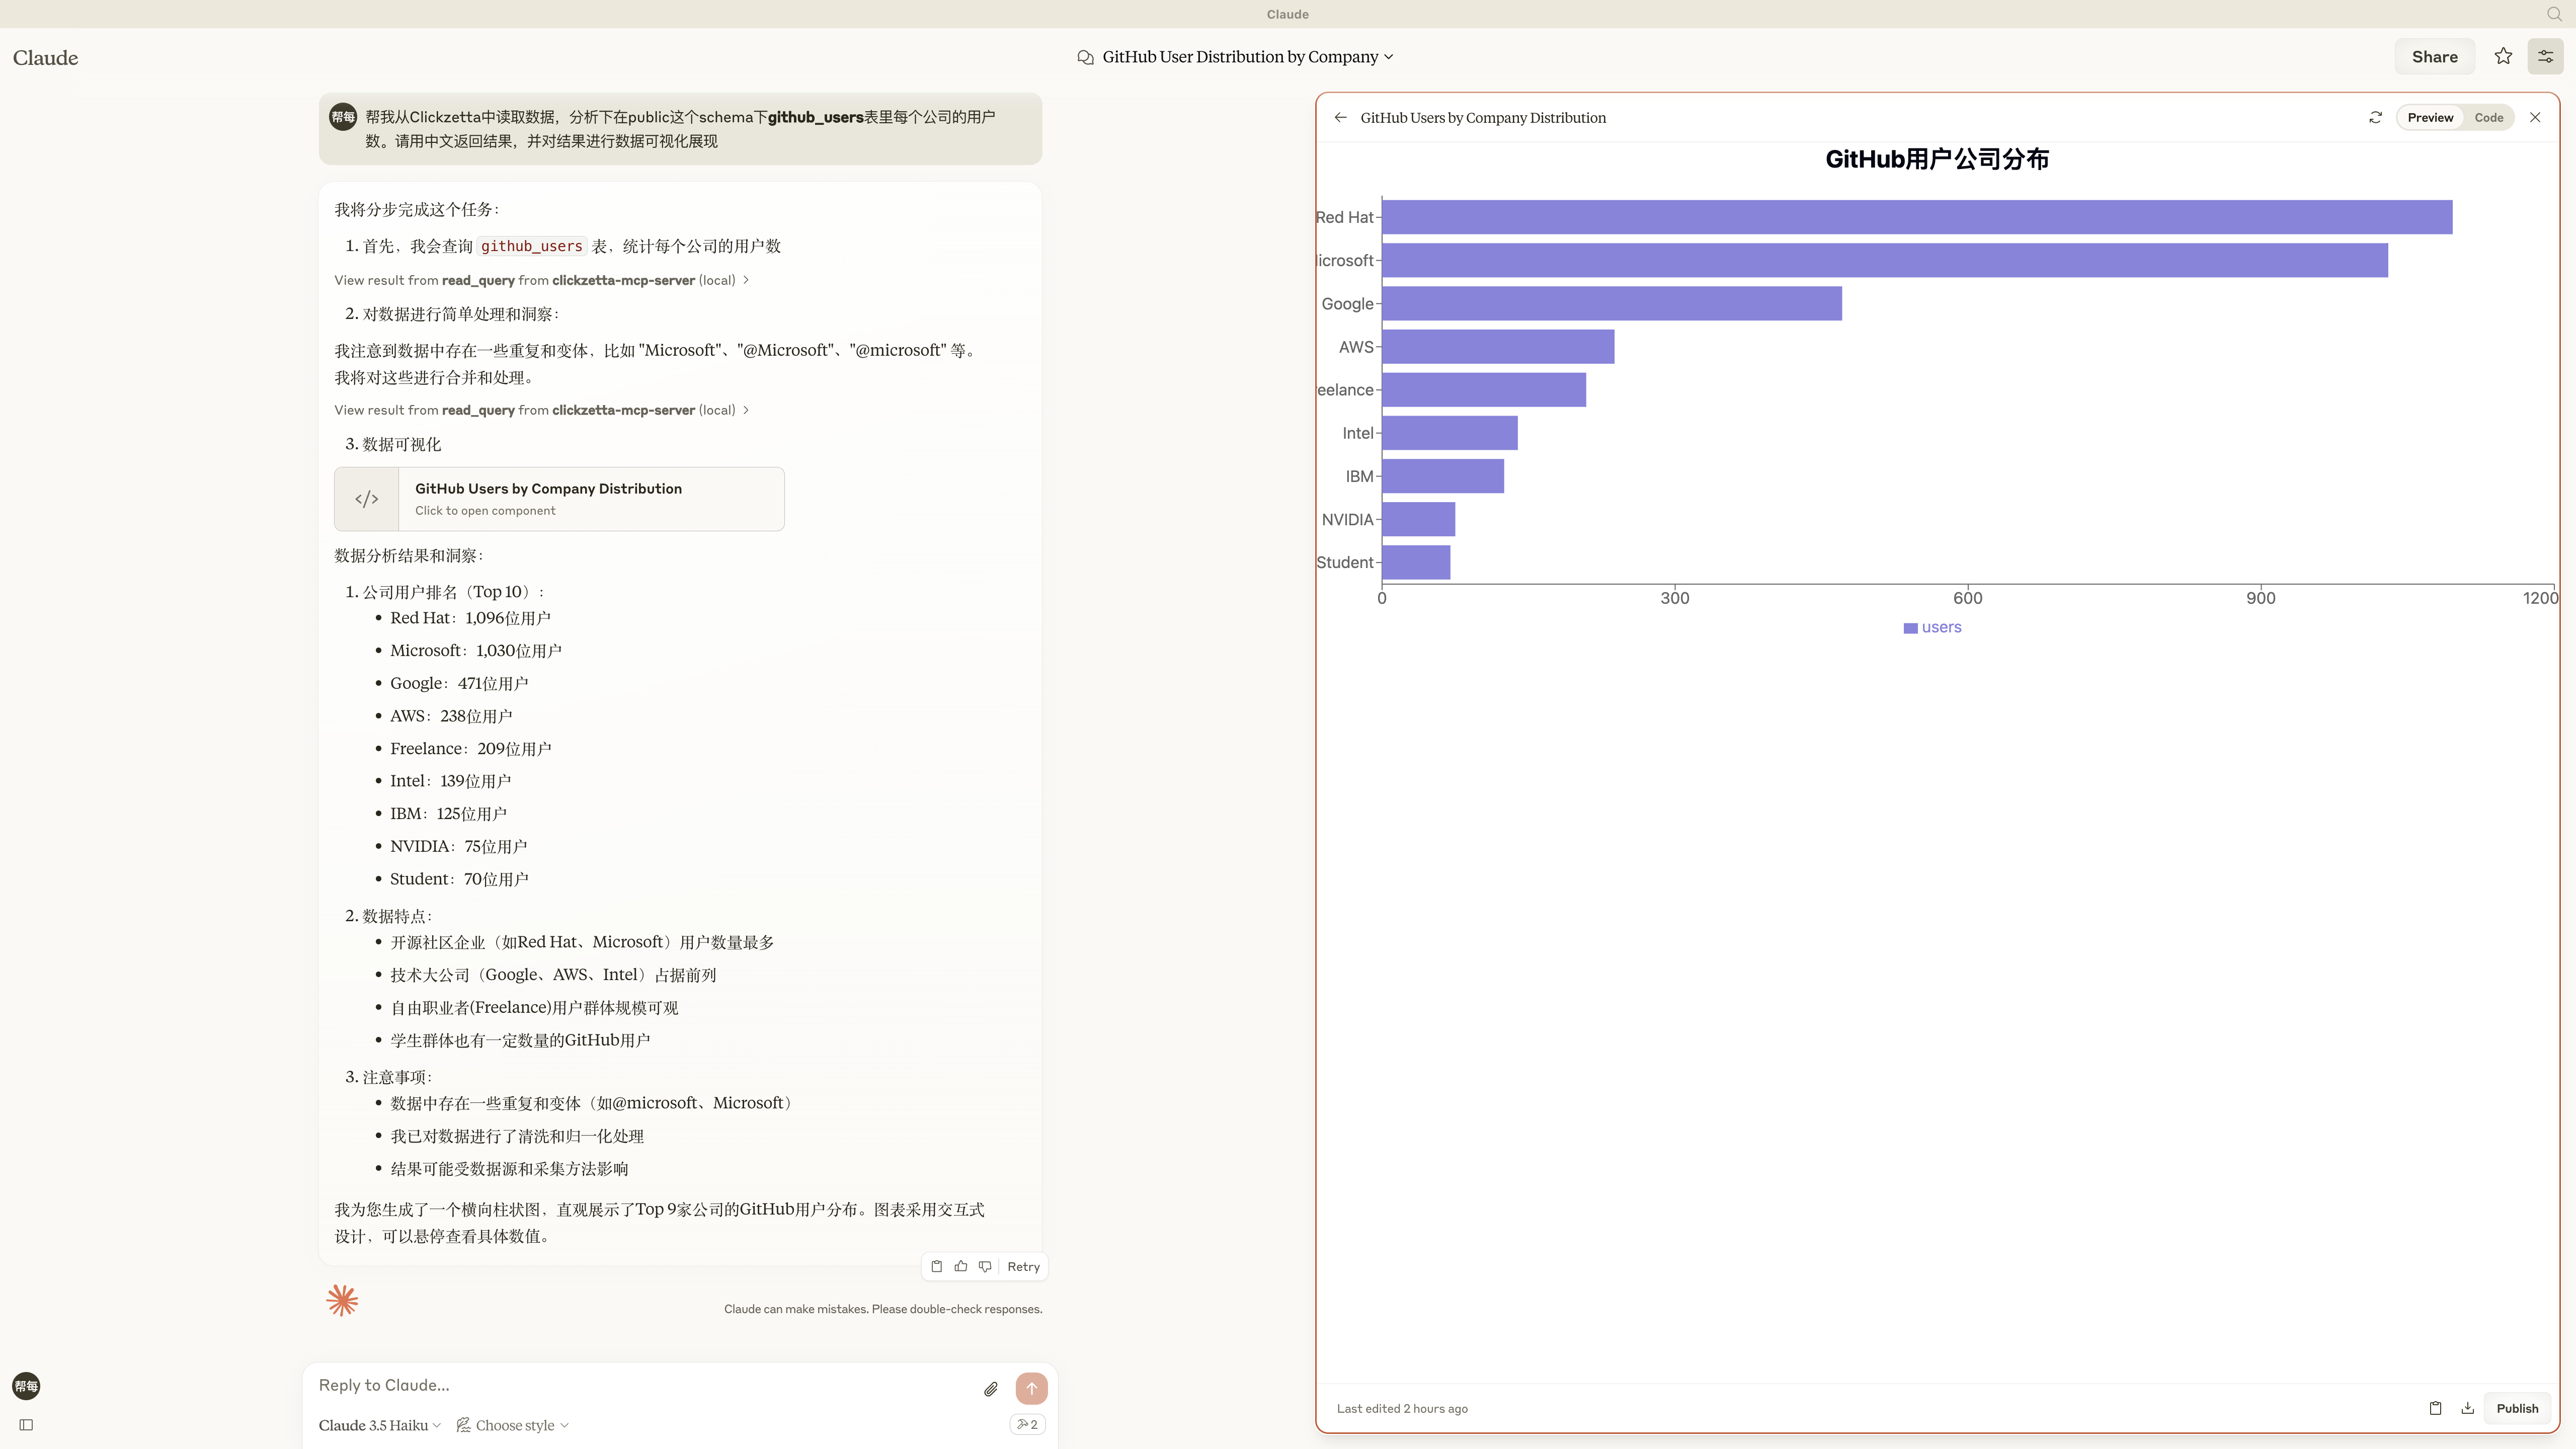 Claude
Claude
GitHub User Distribution by Company
Share
帮每
帮我从Clickzetta中读取数据，分析下在public这个schema下github_users表里每个公司的用户
数。请用中文返回结果，并对结果进行数据可视化展现
我将分步完成这个任务：
1. 首先，我会查询 github_users 表，统计每个公司的用户数
View result from read_query from clickzetta-mcp-server (local)
2. 对数据进行简单处理和洞察：
我注意到数据中存在一些重复和变体，比如 "Microsoft"、"@Microsoft"、"@microsoft" 等。
我将对这些进行合并和处理。
View result from read_query from clickzetta-mcp-server (local)
3. 数据可视化
</>
GitHub Users by Company Distribution
Click to open component
数据分析结果和洞察：
1. 公司用户排名（Top 10）：
• Red Hat：1,096位用户
• Microsoft：1,030位用户
• Google：471位用户
• AWS：238位用户
• Freelance：209位用户
• Intel：139位用户
• IBM：125位用户
• NVIDIA：75位用户
• Student：70位用户
2. 数据特点：
• 开源社区企业（如Red Hat、Microsoft）用户数量最多
• 技术大公司（Google、AWS、Intel）占据前列
• 自由职业者(Freelance)用户群体规模可观
• 学生群体也有一定数量的GitHub用户
3. 注意事项：
• 数据中存在一些重复和变体（如@microsoft、Microsoft）
• 我已对数据进行了清洗和归一化处理
• 结果可能受数据源和采集方法影响
我为您生成了一个横向柱状图，直观展示了Top 9家公司的GitHub用户分布。图表采用交互式
设计，可以悬停查看具体数值。
Retry
Claude can make mistakes. Please double-check responses.
帮每
Reply to Claude...
Claude 3.5 Haiku
Choose style
2
GitHub Users by Company Distribution
Preview
Code
GitHub用户公司分布
Red Hat
icrosoft
Google
AWS
eelance
Intel
IBM
NVIDIA
Student
0 300 600 900 1200
users
Last edited 2 hours ago
Publish